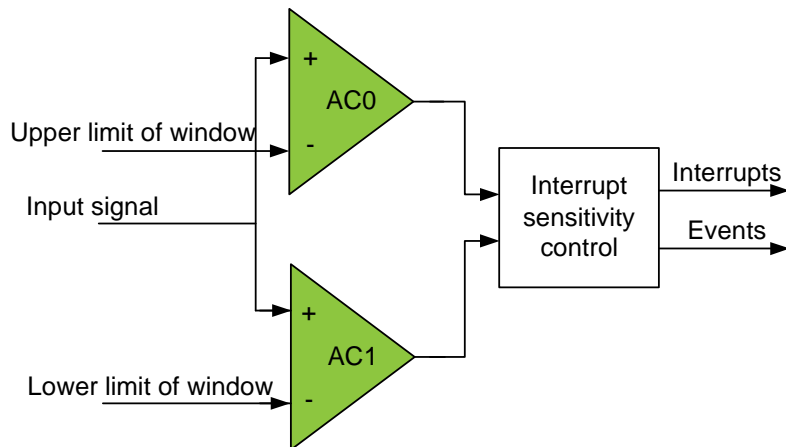 +
AC0
-
Upper limit of window
Input signal
+
AC1
-
Lower limit of window
Interrupt
sensitivity
control
Interrupts
Events